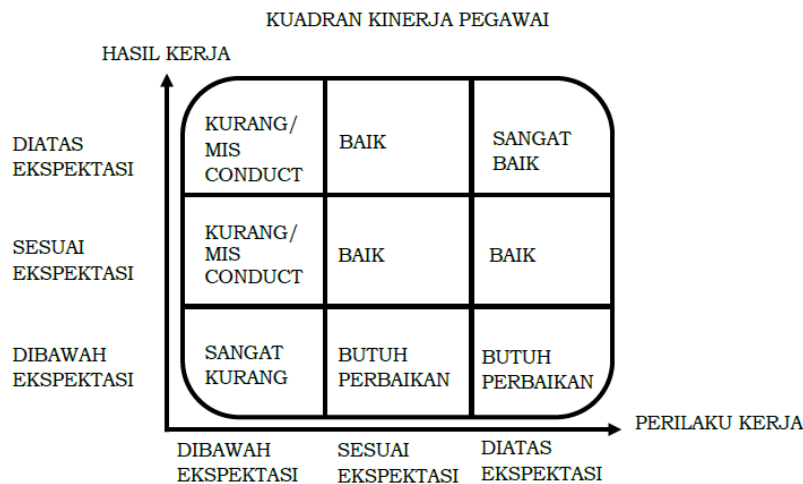 KUADRAN KINERJA PEGAWAI
HASIL KERJA
DIATAS
EKSPEKTASI
KURANG/
MIS
CONDUCT
BAIK
SANGAT
BAIK
SESUAI
EKSPEKTASI
KURANG/
MIS
CONDUCT
BAIK
BAIK
DIBAWAH
EKSPEKTASI
SANGAT
KURANG
BUTUH
PERBAIKAN
BUTUH
PERBAIKAN
PERILAKU KERJA
DIBAWAH
EKSPEKTASI
SESUAI
EKSPEKTASI
DIATAS
EKSPEKTASI